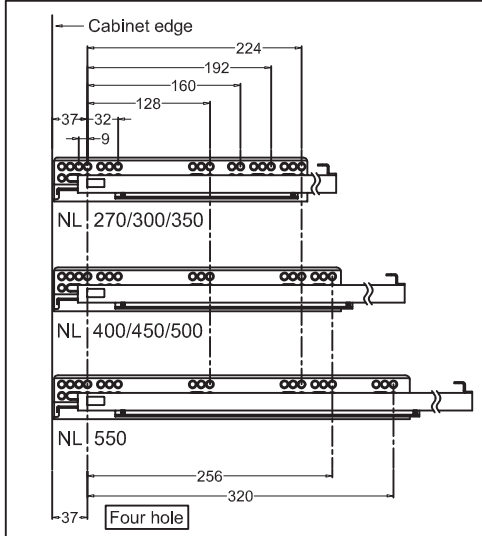 Cabinet edge
224
192
160
128
37 32
9
NL 270/300/350
NL 400/450/500
NL 550
256
320
37 Four hole